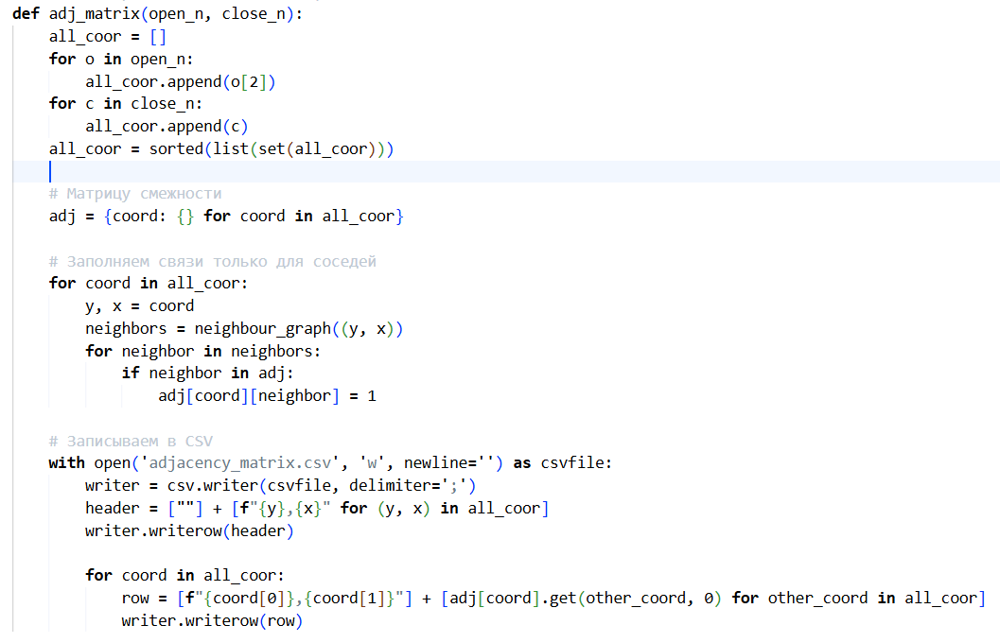 def adj_matrix(open_n, close_n):
    all_coor = []
    for o in open_n:
        all_coor.append(o[2])
    for c in close_n:
        all_coor.append(c)
    all_coor = sorted(list(set(all_coor)))

    # Матрицу смежности
    adj = {coord: {} for coord in all_coor}

    # Заполняем связи только для соседей
    for coord in all_coor:
        y, x = coord
        neighbors = neighbour_graph((y, x))
        for neighbor in neighbors:
            if neighbor in adj:
                adj[coord][neighbor] = 1

    # Записываем в CSV
    with open('adjacency_matrix.csv', 'w', newline='') as csvfile:
        writer = csv.writer(csvfile, delimiter=';')
        header = [""] + [f"{y},{x}" for (y, x) in all_coor]
        writer.writerow(header)

        for coord in all_coor:
            row = [f"{coord[0]},{coord[1]}"] + [adj[coord].get(other_coord, 0) for other_coord in all_coor]
            writer.writerow(row)